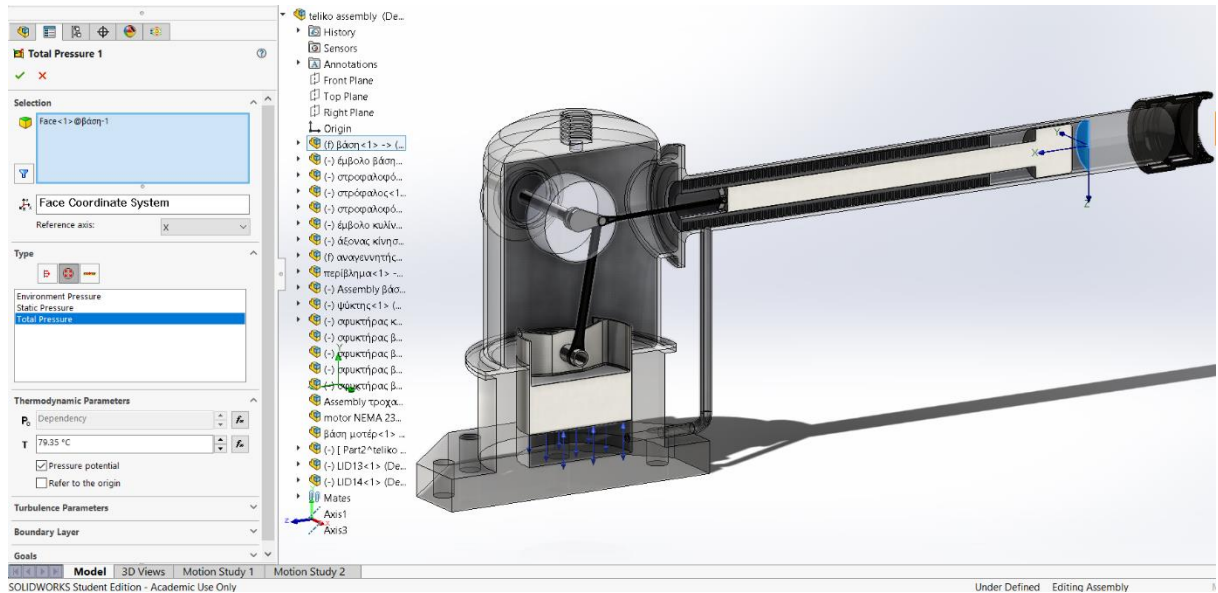 Total Pressure 1
Selection
Face<1>@βάση-1
Face Coordinate System
Reference axis:
X
Type
Environment Pressure
Static Pressure
Total Pressure
Thermodynamic Parameters
P₀ Dependency
T 79.35 °C
Pressure potential
Refer to the origin
Turbulence Parameters
Boundary Layer
Goals
teliko assembly (De...
History
Sensors
Annotations
Front Plane
Top Plane
Right Plane
Origin
(f) βάση<1> -> (...
(-) έμβολο βάση...
(-) στροφαλοφό...
(-) στρόφαλος<1...
(-) στροφαλοφό...
(-) έμβολο κυλίν...
(-) άξονας κίνησ...
(f) αναγεννητής...
περίβλημα<1> -...
(-) Assembly βάσ...
(-) ψύκτης<1> (...
(-) σφυκτήρας κ...
(-) σφυκτήρας β...
(-) σφυκτήρας β...
(-) σφυκτήρας β...
(-) σφυκτήρας β...
Assembly τροχα...
motor NEMA 23...
βάση μοτέρ<1> ...
(-) [ Part2^teliko ...
(-) LID13<1> (De...
(-) LID14<1> (De...
Mates
Axis1
Axis3
X
Y
Z
Y
Z
X
Model
3D Views
Motion Study 1
Motion Study 2
SOLIDWORKS Student Edition - Academic Use Only
Under Defined
Editing Assembly